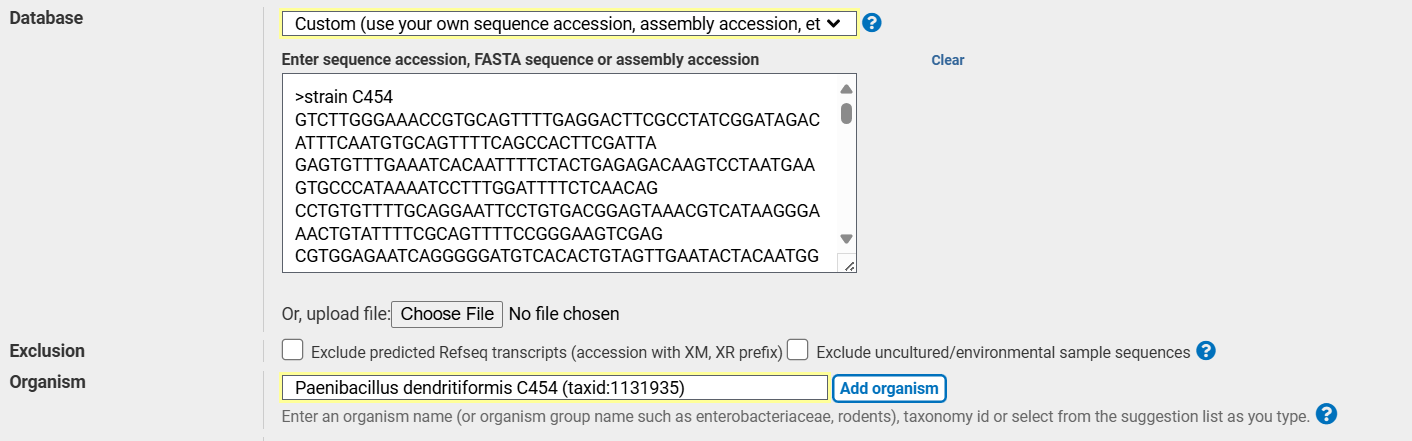 Database
Custom (use your own sequence accession, assembly accession, et
Enter sequence accession, FASTA sequence or assembly accession
Clear
>strain C454
GTCTTGGGAAACCGTGCAGTTTTGAGGACTTCGCCTATCGGATAGAC
ATTTCAATGTGCAGTTTTCAGCCACTTCGATTA
GAGTGTTTGAAATCACAATTTTCTACTGAGAGACAAGTCCTAATGAA
GTGCCCATAAAATCCTTTGGATTTTCTCAACAG
CCTGTGTTTTGCAGGAATTCCTGTGACGGAGTAAACGTCATAAGGGA
AACTGTATTTTCGCAGTTTTCCGGGAAGTCGAG
CGTGGAGAATCAGGGGGATGTCACACTGTAGTTGAATACTACAATGG
Or, upload file: Choose File No file chosen
Exclusion
Exclude predicted Refseq transcripts (accession with XM, XR prefix) Exclude uncultured/environmental sample sequences
Organism
Paenibacillus dendritiformis C454 (taxid:1131935)
Add organism
Enter an organism name (or organism group name such as enterobacteriaceae, rodents), taxonomy id or select from the suggestion list as you type.